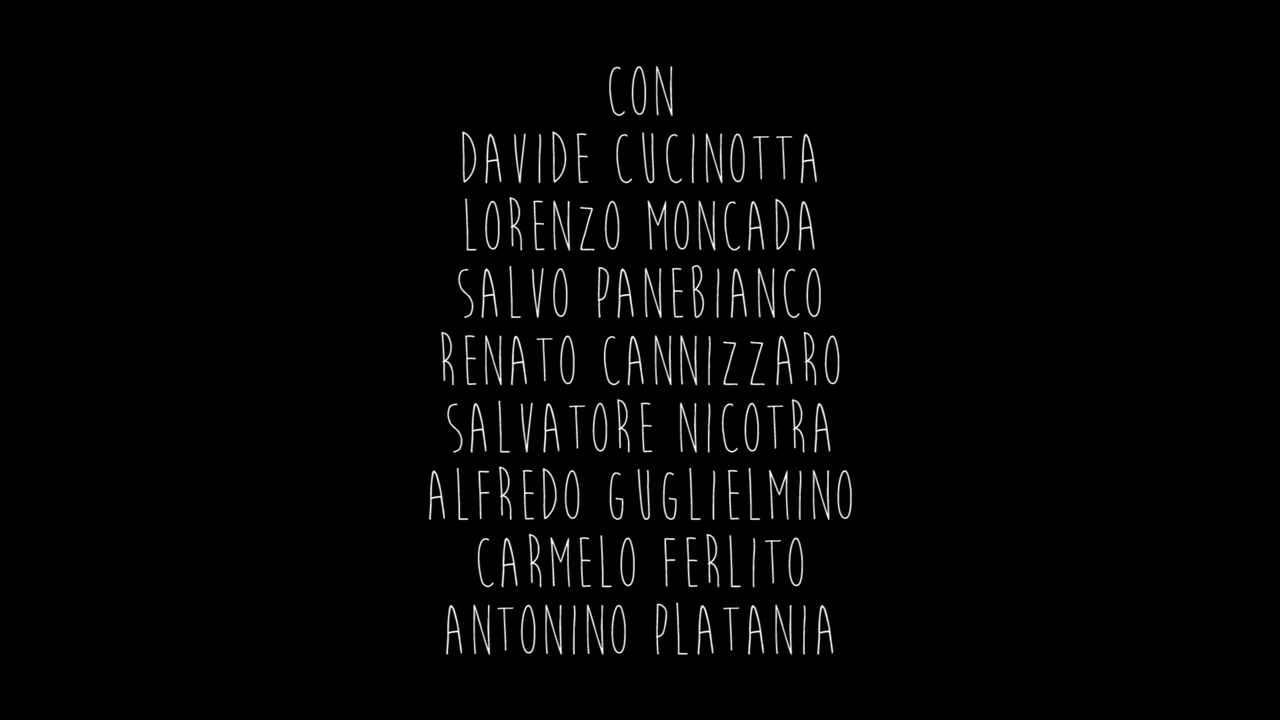 CON
DAVIDE CUCINOTTA
LORENZO MONCADA
SALVO PANEBIANCO
RENATO CANNIZZARO
SALVATORE NICOTRA
ALFREDO GUGLIELMINO
CARMELO FERLITO
ANTONINO PLATANIA